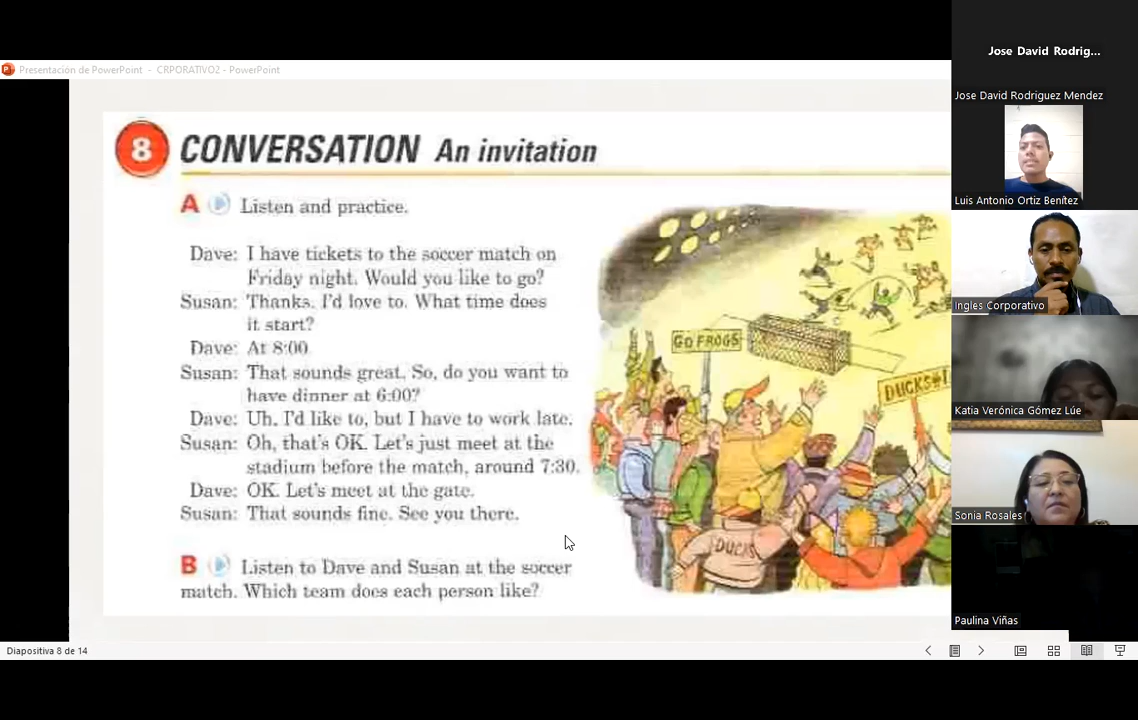 Presentación de PowerPoint - CRPORATIVO2 - PowerPoint
8 CONVERSATION An invitation
A Listen and practice.
Dave: I have tickets to the soccer match on
Friday night. Would you like to go?
Susan: Thanks. I'd love to. What time does
it start?
Dave: At 8:00
Susan: That sounds great. So, do you want to
have dinner at 6:00?
Dave: Uh, I'd like to, but I have to work late.
Susan: Oh, that's OK. Let's just meet at the
stadium before the match, around 7:30.
Dave: OK. Let's meet at the gate.
Susan: That sounds fine. See you there.
B Listen to Dave and Susan at the soccer
match. Which team does each person like?
GO FROGS
DUCKS
DUCKS
Diapositiva 8 de 14
Jose David Rodrig...
Jose David Rodriguez Mendez
Luis Antonio Ortiz Benítez
Ingles Corporativo
Katia Verónica Gómez Lúe
Sonia Rosales
Paulina Viñas